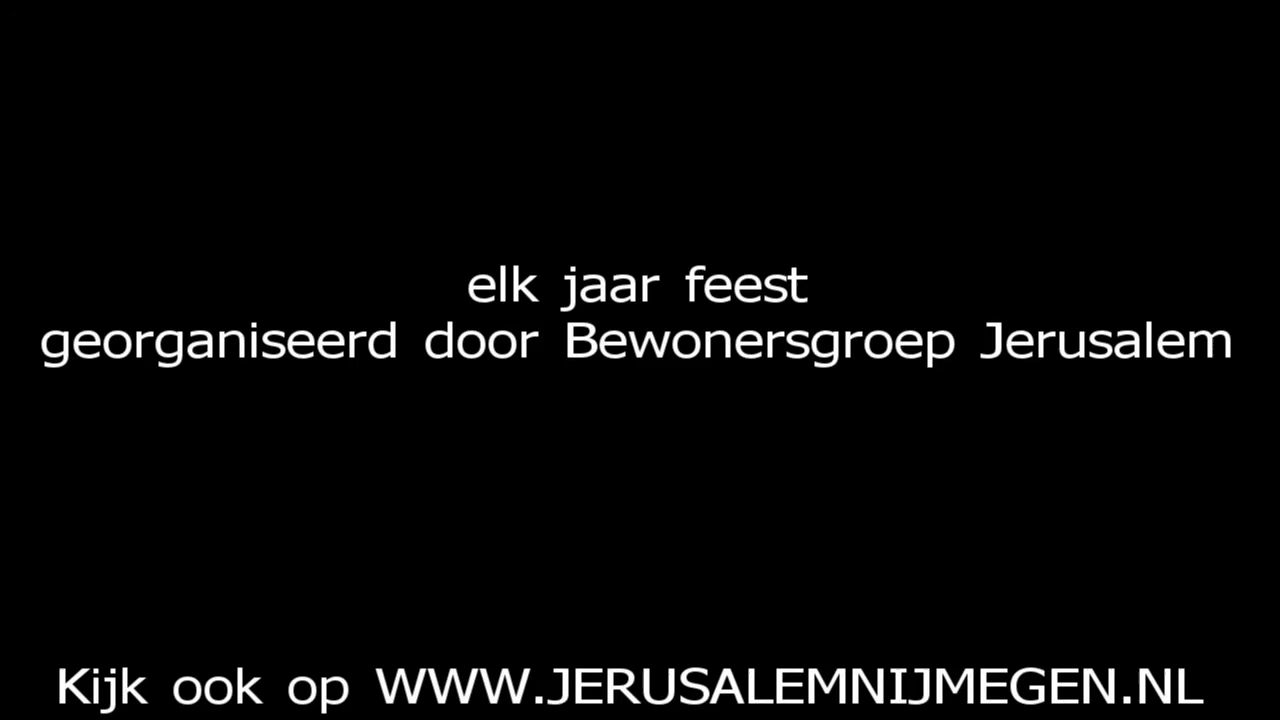 elk jaar feest
georganiseerd door Bewonersgroep Jerusalem
Kijk ook op WWW.JERUSALEMNIJMEGEN.NL